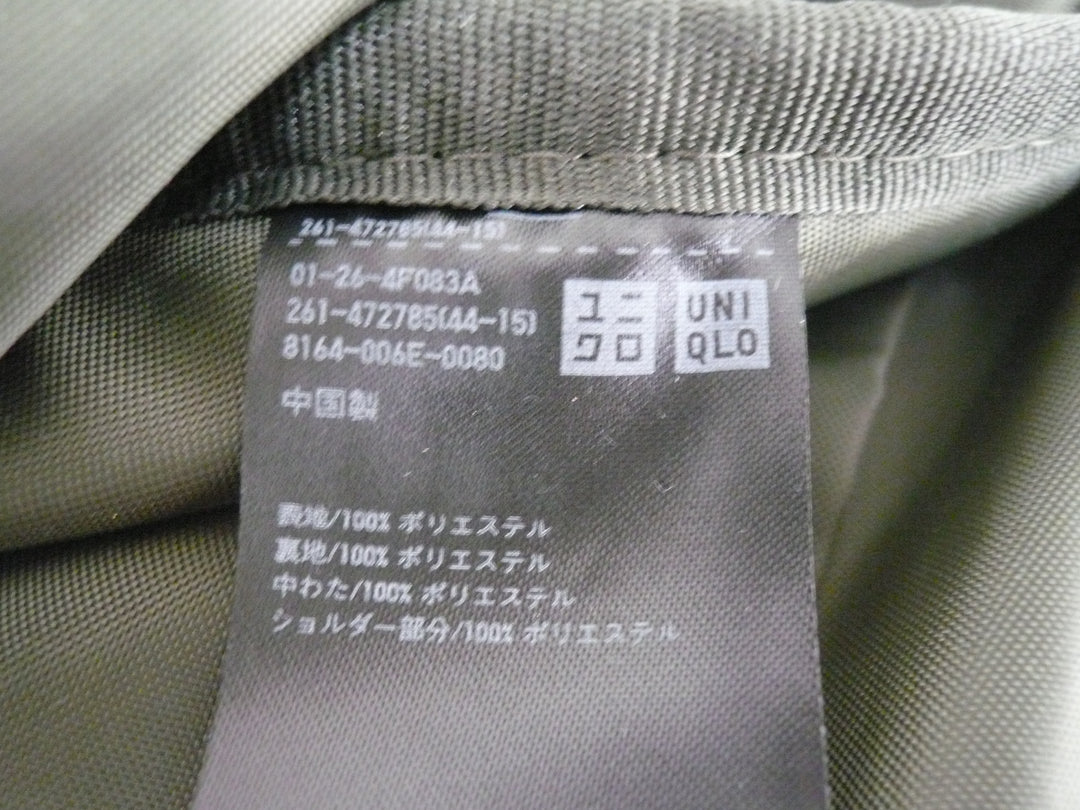 261-472785(44-15)
01-26-4F083A
261-472785(44-15)
8164-006E-0080
ユニ
クロ
UNI
QLO
中国製
表地/100% ポリエステル
裏地/100% ポリエステル
中わた/100% ポリエステル
ショルダー部分/100% ポリエステル